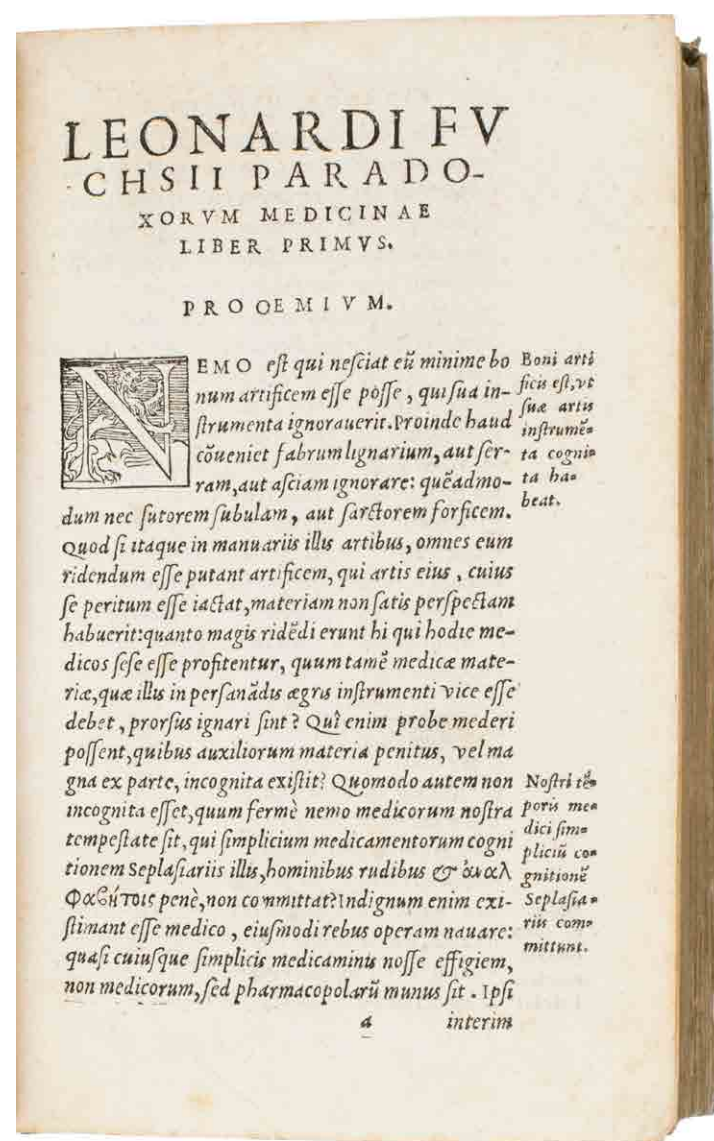 LEONARDI FV
CHSII PARADO-
XORVM MEDICINAE
LIBER PRIMVS.
PROOEMIVM.
NEMO eſt qui neſciat eũ minime bo
num artificem eſſe poſſe, qui ſua in-
ſtrumenta ignorauerit. Proinde haud
cõueniet fabrum lignarium, aut ſer-
ram, aut aſciam ignorare: quẽadmo-
dum nec ſutorem ſubulam, aut ſarctorem forficem.
Quod ſi itaque in manuariis illis artibus, omnes eum
ridendum eſſe putant artificem, qui artis eius, cuius
ſe peritum eſſe iactat, materiam non ſatis perſpectam
habuerit: quanto magis ridẽdi erunt hi qui hodie me-
dicos ſeſe eſſe profitentur, quum tamẽ medicæ mate-
riæ, quæ illis in perſanãdis ægris inſtrumenti vice eſſe
debet, prorſus ignari ſint? Quî enim probe mederi
poſſent, quibus auxiliorum materia penitus, vel ma
gna ex parte, incognita exiſtit? Quomodo autem non
incognita eſſet, quum fermè nemo medicorum noſtra
tempeſtate ſit, qui ſimplicium medicamentorum cogni
tionem Seplaſiariis illis, hominibus rudibus & ἀναλ
φαβήτοις penè, non committat? Indignum enim exi-
ſtimant eſſe medico, eiuſmodi rebus operam nauare:
quaſi cuiuſque ſimplicis medicaminis noſſe effigiem,
non medicorum, ſed pharmacopolarũ munus ſit. Ipſi
a interim
Boni arti
ficis eſt, vt
ſuæ artis
inſtrumẽ-
ta cogni-
ta ha-
beat.
Noſtri tẽ-
poris me-
dici ſim-
pliciũ co-
gnitionẽ
Seplaſia-
riis com-
mittunt.